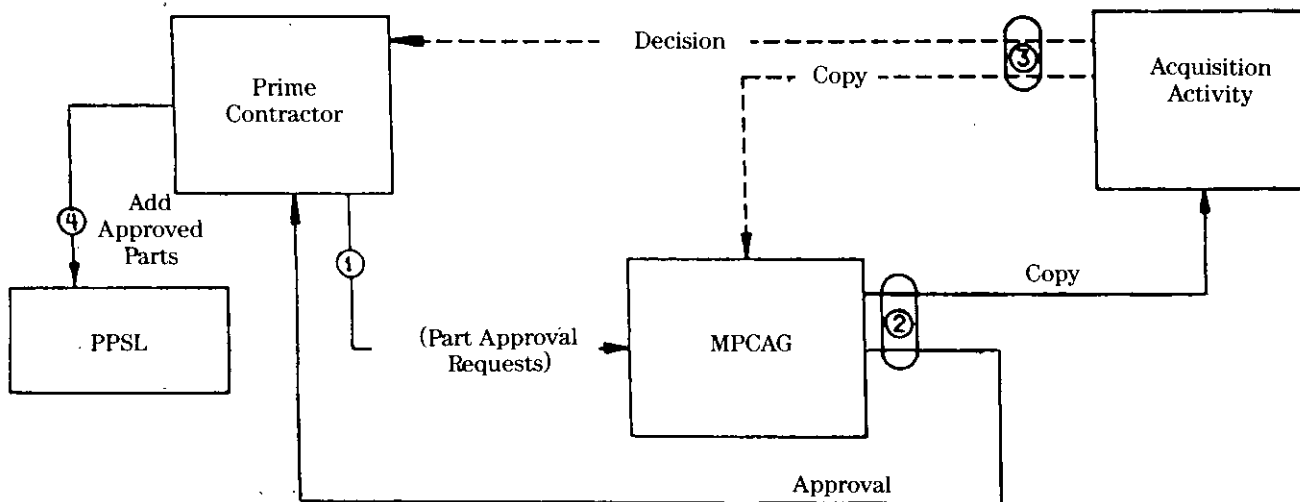 Decision
③
Copy
Acquisition
Activity
Prime
Contractor
④
Add
Approved
Parts
①
PPSL
(Part Approval
Requests)
MPCAG
②
Copy
Approval